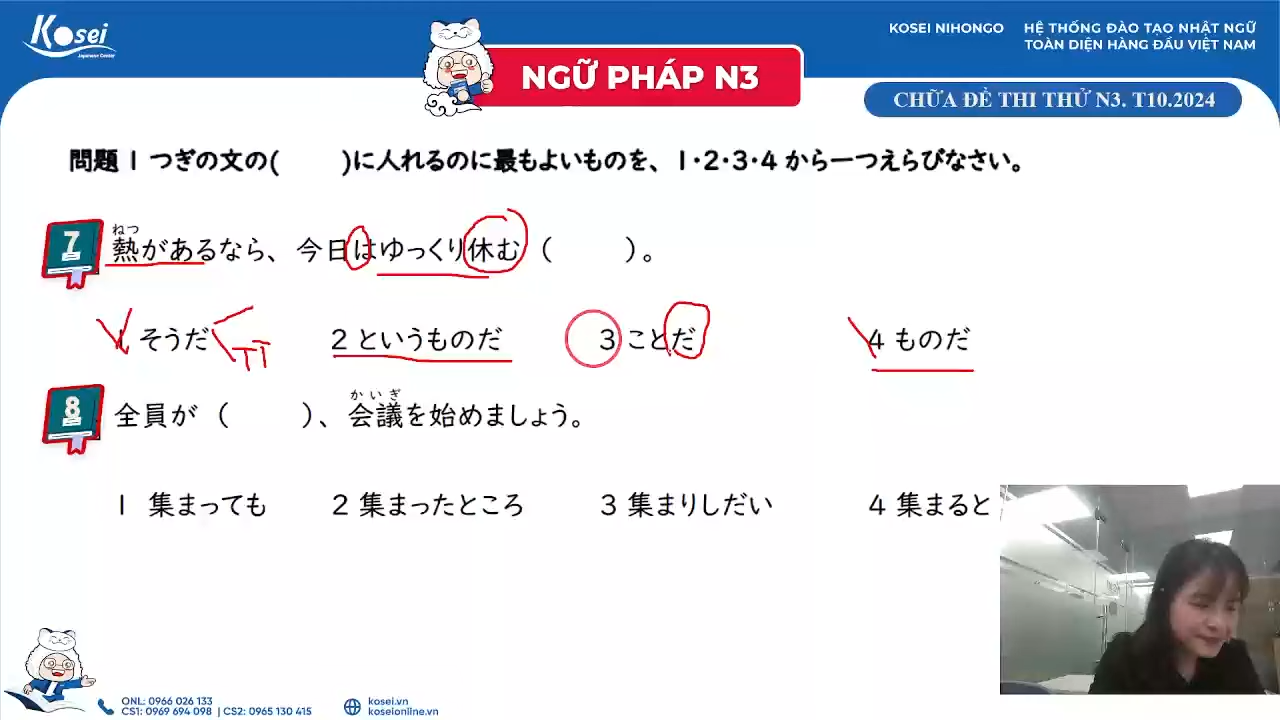 Kosei
Japanese Center
KOSEI NIHONGO HỆ THỐNG ĐÀO TẠO NHẬT NGỮ
TOÀN DIỆN HÀNG ĐẦU VIỆT NAM
NGỮ PHÁP N3
CHỮA ĐỀ THI THỬ N3. T10.2024
問題1 つぎの文の( )に人れるのに最もよいものを、1・2・3・4 から一つえらびなさい。
ねつ
7 熱があるなら、今日はゆっくり休む ( )。
1 そうだ 2 というものだ 3 ことだ 4 ものだ
かいぎ
8 全員が ( )、会議を始めましょう。
1 集まっても 2 集まったところ 3 集まりしだい 4 集まると
ONL: 0966 026 133 kosei.vn
CS1: 0969 694 098 | CS2: 0965 130 415 koseionline.vn